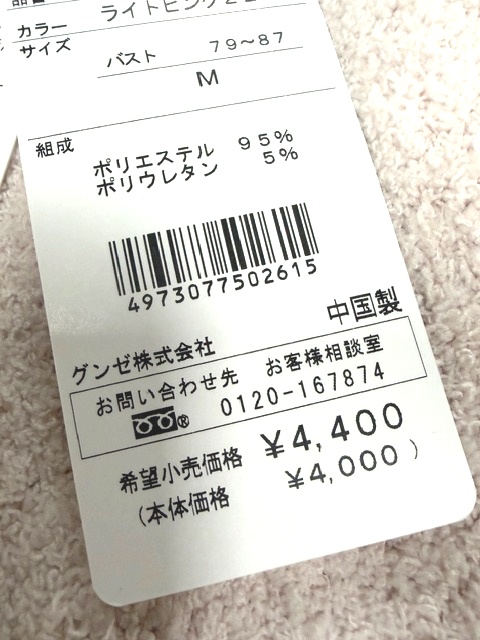 カラー ライトピンク
サイズ
バスト 79〜87
M
組成
ポリエステル 95%
ポリウレタン 5%
4973077502615
中国製
グンゼ株式会社
お問い合わせ先 お客様相談室
® 0120-167874
希望小売価格 ¥4,400
(本体価格 ¥4,000)